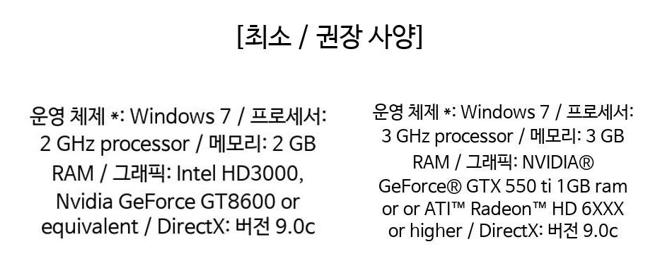 [최소 / 권장 사양]
운영 체제 *: Windows 7 / 프로세서:
2 GHz processor / 메모리: 2 GB
RAM / 그래픽: Intel HD3000,
Nvidia GeForce GT8600 or
equivalent / DirectX: 버전 9.0c
운영 체제 *: Windows 7 / 프로세서:
3 GHz processor / 메모리: 3 GB
RAM / 그래픽: NVIDIA®
GeForce® GTX 550 ti 1GB ram
or or ATI™ Radeon™ HD 6XXX
or higher / DirectX: 버전 9.0c